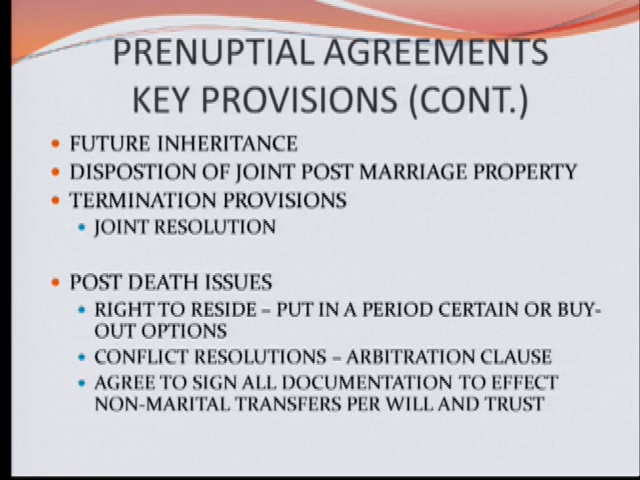 PRENUPTIAL AGREEMENTS
KEY PROVISIONS (CONT.)
• FUTURE INHERITANCE
• DISPOSTION OF JOINT POST MARRIAGE PROPERTY
• TERMINATION PROVISIONS
• JOINT RESOLUTION
• POST DEATH ISSUES
• RIGHT TO RESIDE – PUT IN A PERIOD CERTAIN OR BUY-
OUT OPTIONS
• CONFLICT RESOLUTIONS – ARBITRATION CLAUSE
• AGREE TO SIGN ALL DOCUMENTATION TO EFFECT
NON-MARITAL TRANSFERS PER WILL AND TRUST